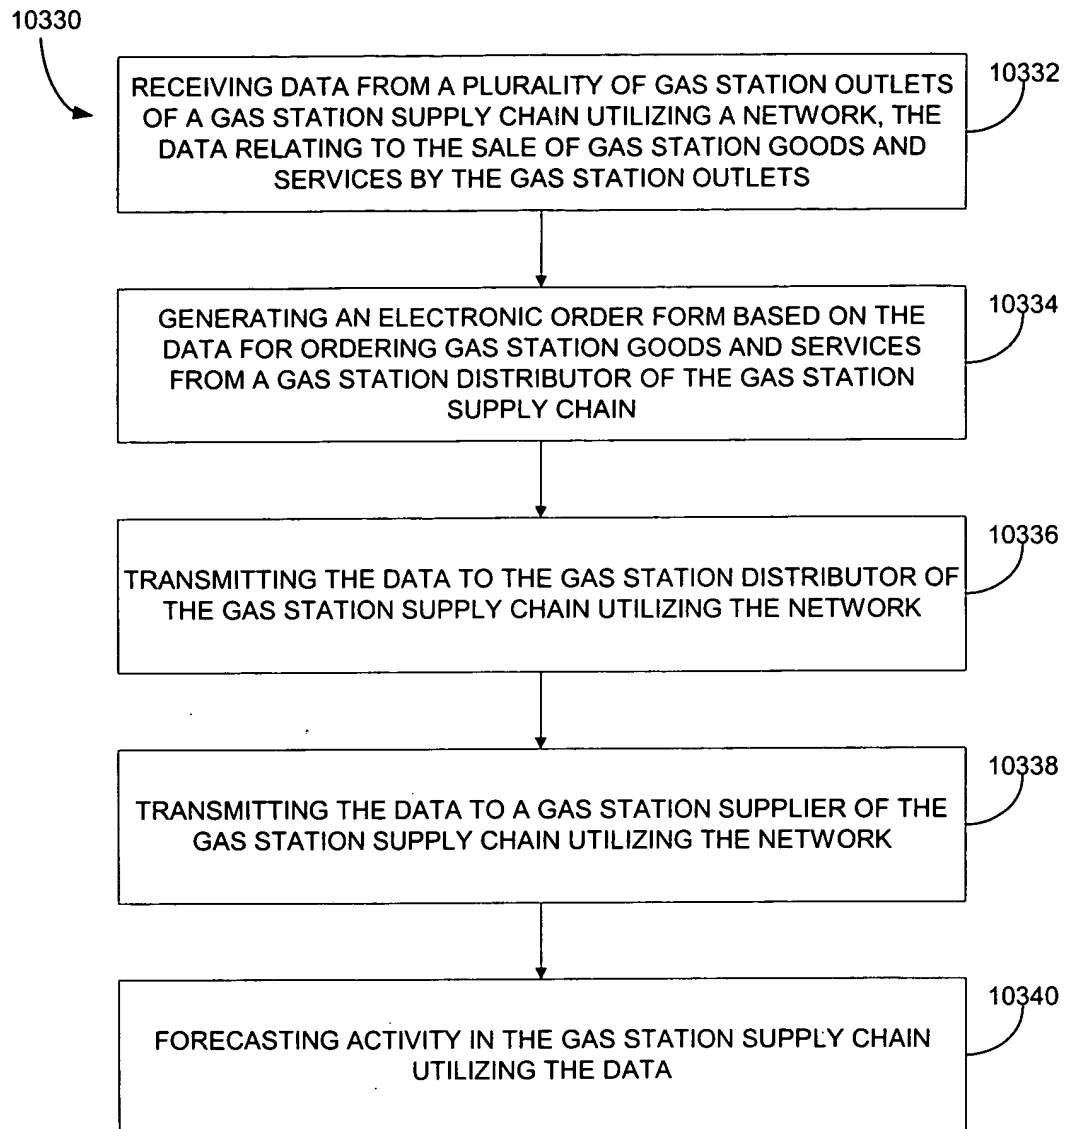 10330
RECEIVING DATA FROM A PLURALITY OF GAS STATION OUTLETS
OF A GAS STATION SUPPLY CHAIN UTILIZING A NETWORK, THE
DATA RELATING TO THE SALE OF GAS STATION GOODS AND
SERVICES BY THE GAS STATION OUTLETS
10332
GENERATING AN ELECTRONIC ORDER FORM BASED ON THE
DATA FOR ORDERING GAS STATION GOODS AND SERVICES
FROM A GAS STATION DISTRIBUTOR OF THE GAS STATION
SUPPLY CHAIN
10334
TRANSMITTING THE DATA TO THE GAS STATION DISTRIBUTOR OF
THE GAS STATION SUPPLY CHAIN UTILIZING THE NETWORK
10336
TRANSMITTING THE DATA TO A GAS STATION SUPPLIER OF THE
GAS STATION SUPPLY CHAIN UTILIZING THE NETWORK
10338
FORECASTING ACTIVITY IN THE GAS STATION SUPPLY CHAIN
UTILIZING THE DATA
10340